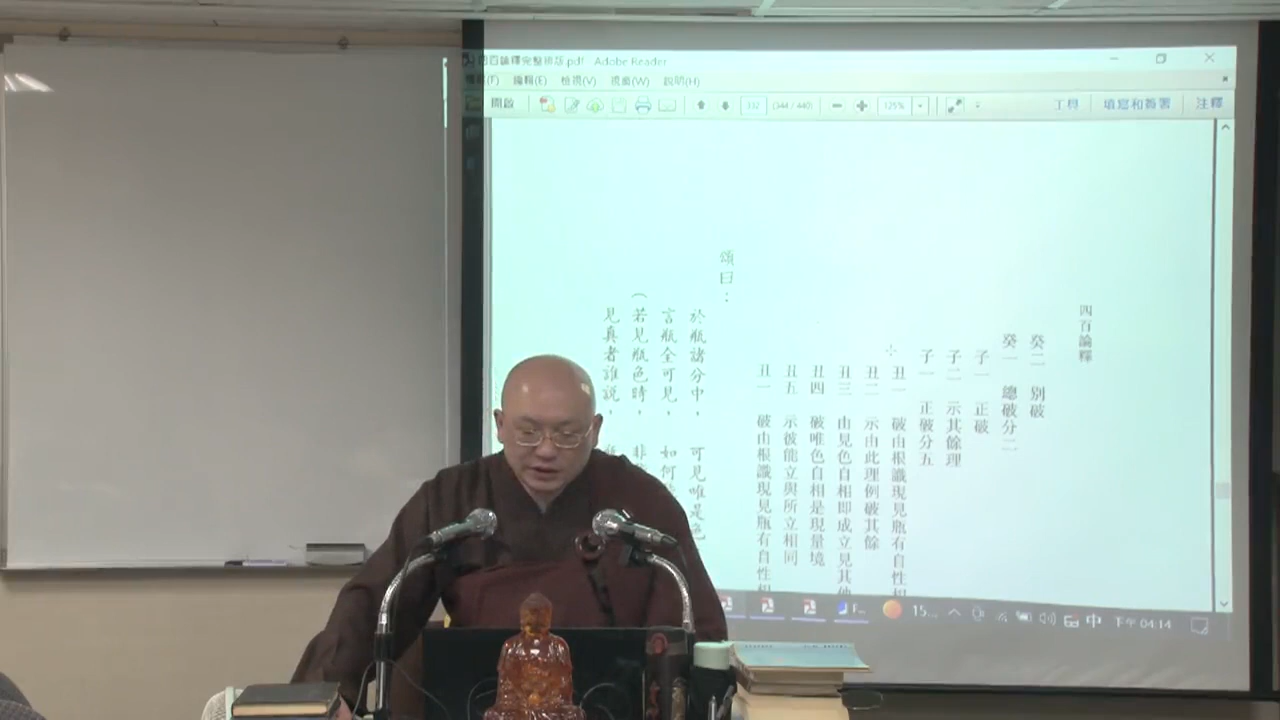 四百論釋完整排版.pdf - Adobe Reader
編輯(E) 檢視(V) 視窗(W) 說明(H)
開啟 332 (344 / 440) 125% 工具 填寫和簽署 注釋
四百論釋
癸二 別破
癸一 總破分二
子一 正破
子二 示其餘理
子一 正破分五
丑一 破由根識現見瓶有自性相
丑二 示由此理例破其餘
丑三 由見色自相即成立見其他
丑四 破唯色自相是現量境
丑五 示彼能立與所立相同
丑一 破由根識現見瓶有自性相
頌曰：
於瓶諸分中， 可見唯是色
言瓶全可見， 如何
（若見瓶色時， 非
見真者誰說，
F... 15... 中 下午 04:14